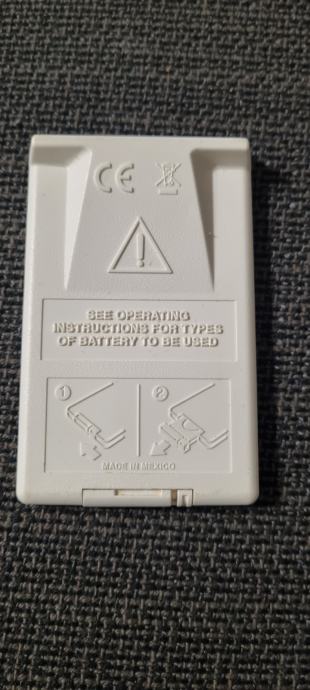 CE
SEE OPERATING
INSTRUCTIONS FOR TYPES
OF BATTERY TO BE USED
1 2
MADE IN MEXICO